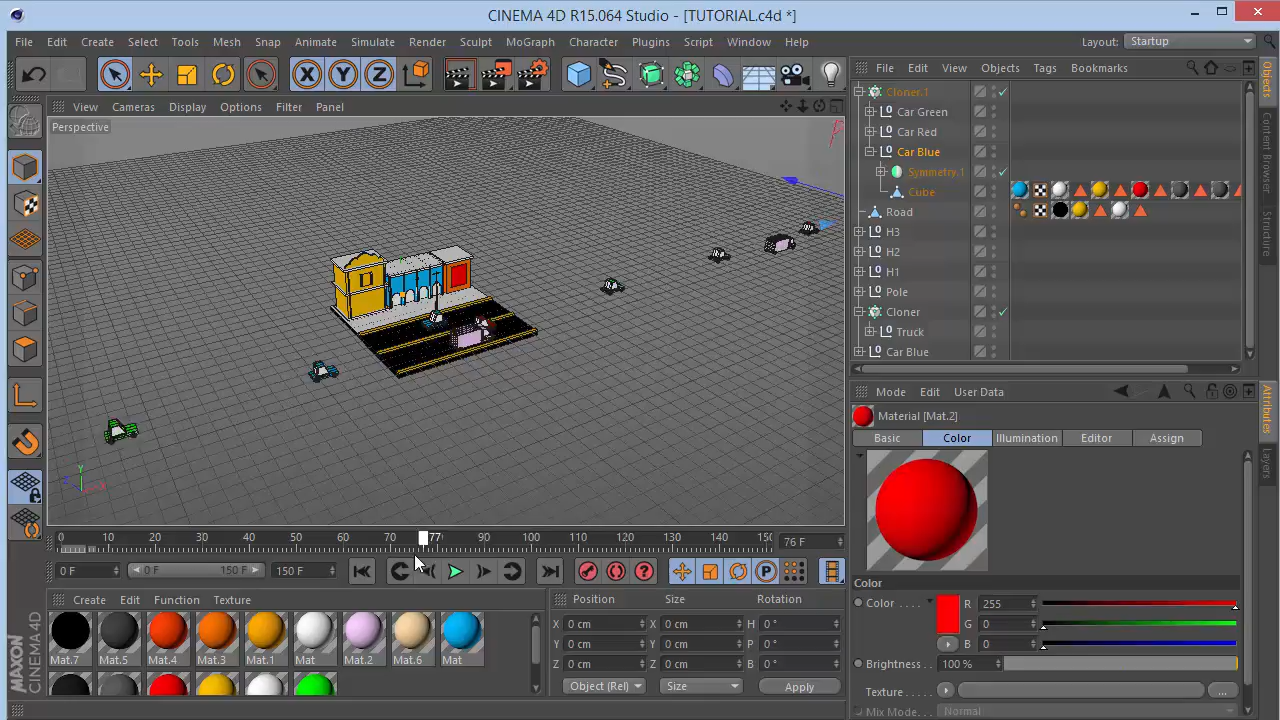 CINEMA 4D R15.064 Studio - [TUTORIAL.c4d *]
File Edit Create Select Tools Mesh Snap Animate Simulate Render Sculpt MoGraph Character Plugins Script Window Help Layout: Startup
X Y Z
File Edit View Objects Tags Bookmarks
View Cameras Display Options Filter Panel
Perspective
Cloner.1
Car Green
Car Red
Car Blue
Symmetry.1
Cube
Road
H3
H2
H1
Pole
Cloner
Truck
Car Blue
Objects
Content Browser
Structure
Mode Edit User Data
Material [Mat.2]
Basic Color Illumination Editor Assign
Attributes
Layers
Y
Z X
0 10 20 30 40 50 60 70 77 90 100 110 120 130 140 150 76 F
0 F 0 F 150 F 150 F
P
Color
Color . . . . R 255
G 0
B 0
Brightness . . 100 %
Texture . . . . . ...
Mix Mode. . Normal
Create Edit Function Texture
Mat.7 Mat.5 Mat.4 Mat.3 Mat.1 Mat Mat.2 Mat.6 Mat
Position Size Rotation
X 0 cm X 0 cm H 0 °
Y 0 cm Y 0 cm P 0 °
Z 0 cm Z 0 cm B 0 °
Object (Rel) Size Apply
MAXON
CINEMA 4D